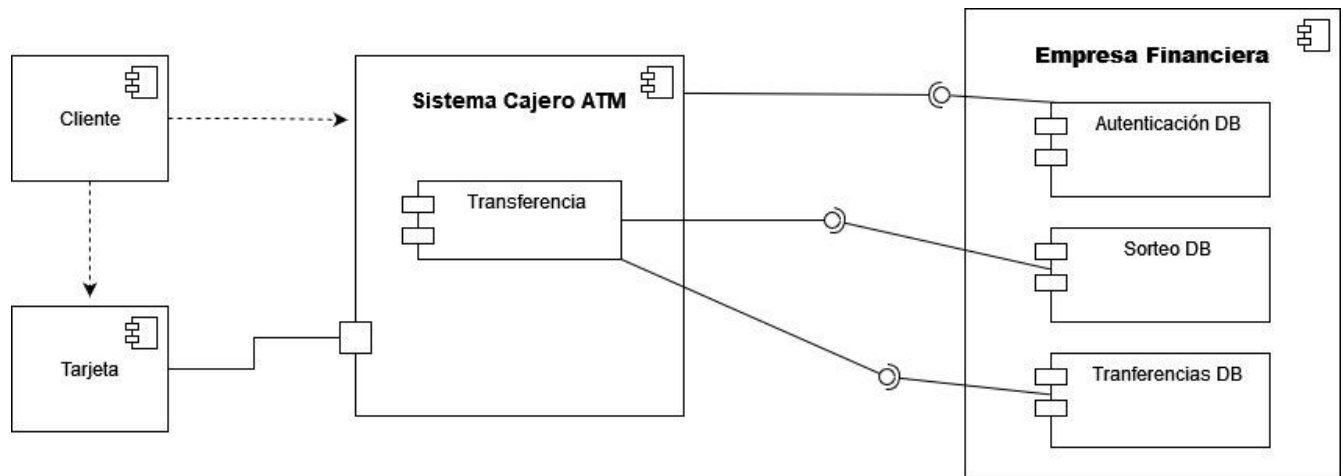 Cliente
Tarjeta
Sistema Cajero ATM
Transferencia
Empresa Financiera
Autenticación DB
Sorteo DB
Tranferencias DB